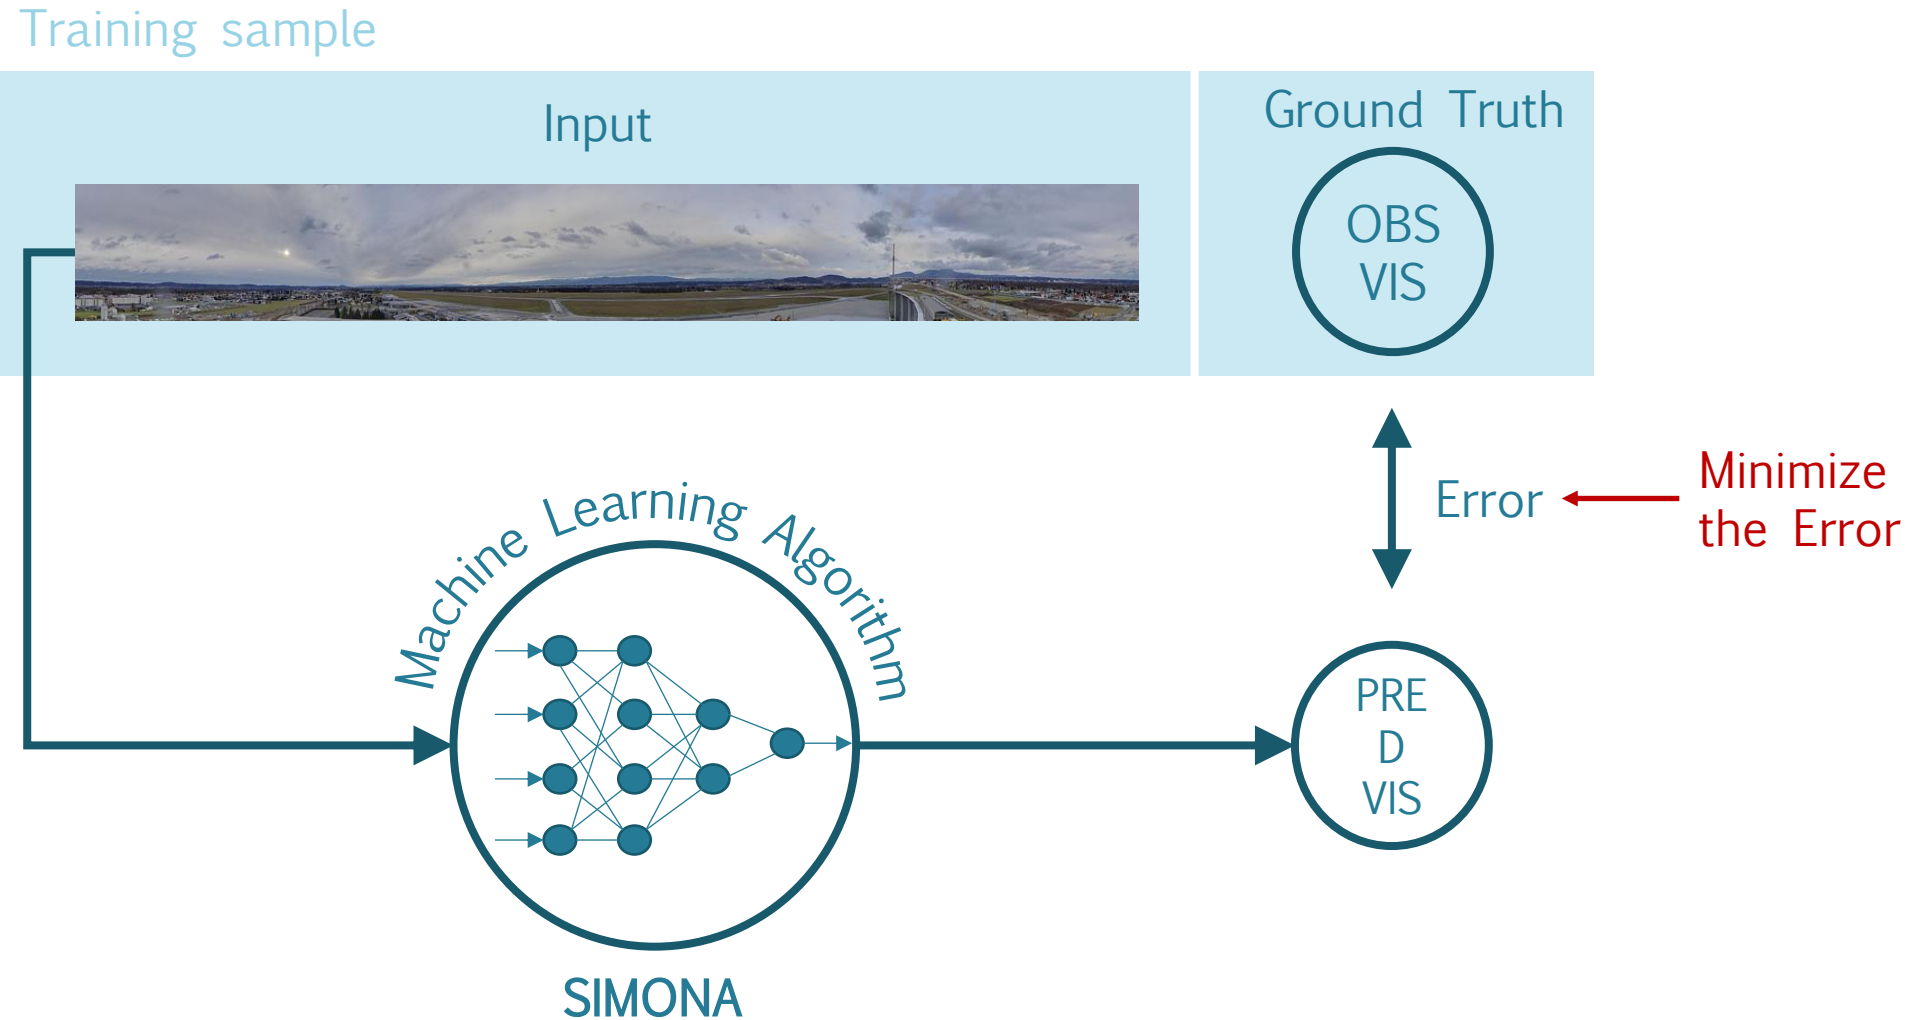 Training sample
Input
Ground Truth
OBS
VIS
Error
Minimize
the Error
Machine Learning Algorithm
PRE
D
VIS
SIMONA